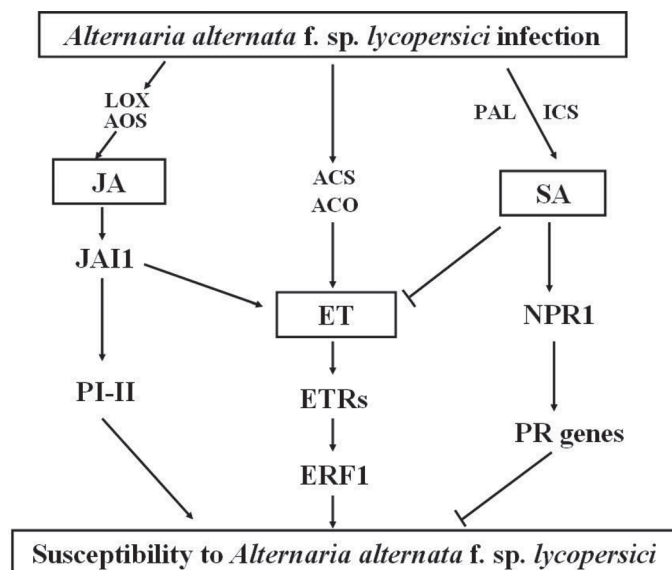 Alternaria alternata f. sp. lycopersici infection
LOX
AOS
PAL ICS
JA
ACS
ACO
SA
JAI1
ET
NPR1
PI-II
ETRs
PR genes
ERF1
Susceptibility to Alternaria alternata f. sp. lycopersici